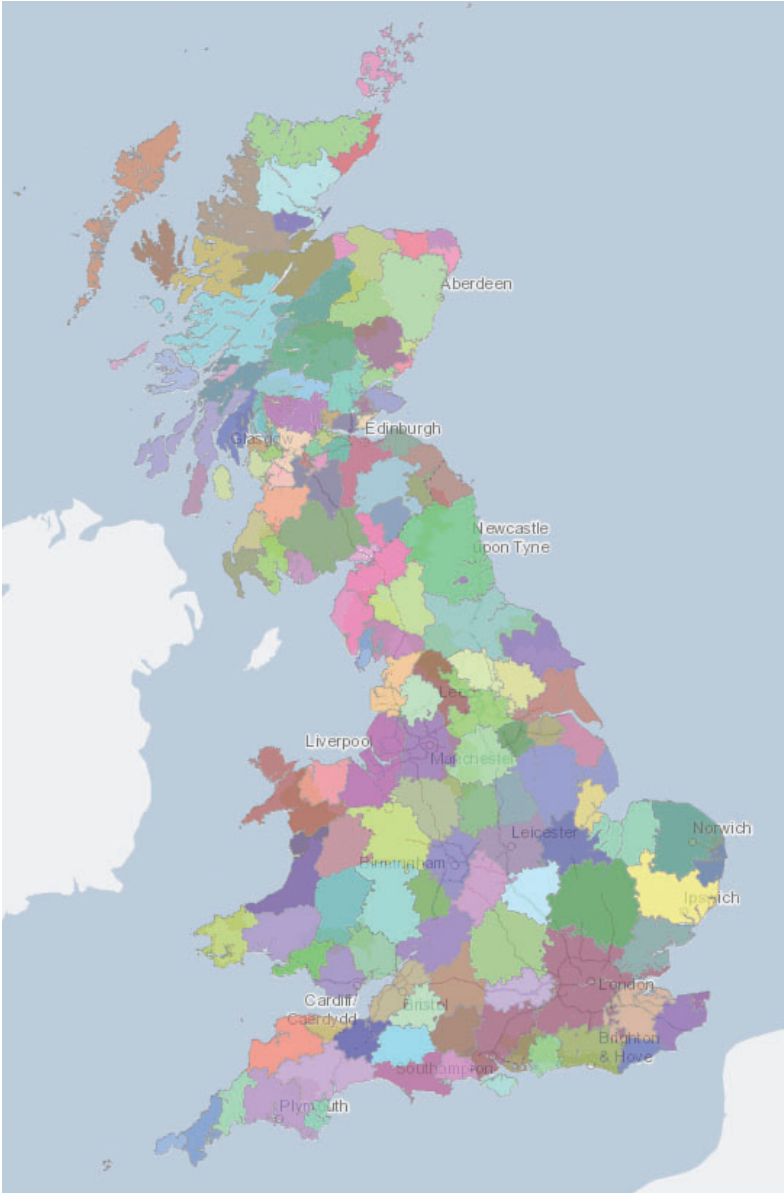 Aberdeen
Edinburgh
Glasgow
Newcastle
upon Tyne
Liverpoo
Manchester
Leicester
Norwich
Birmingham
Ipswich
London
Cardiff/
Caerdydd
Bristol
Brighton
& Hove
Southampton
Plymouth